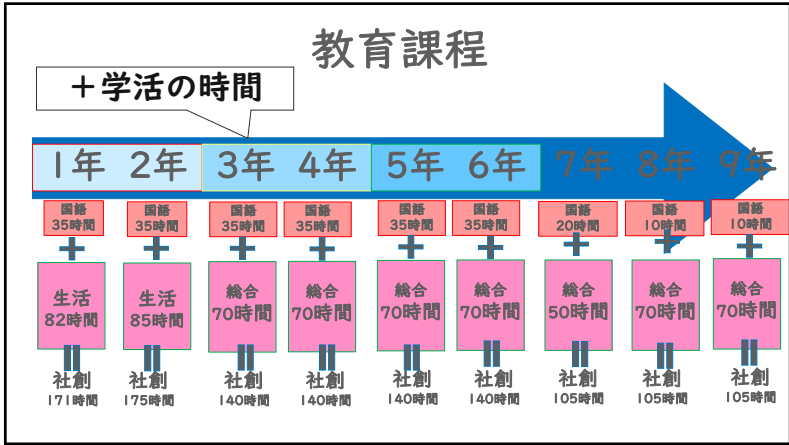 教育課程
+学活の時間
1年 2年 3年 4年 5年 6年 7年 8年 9年
国語 国語 国語 国語 国語 国語 国語 国語 国語
35時間 35時間 35時間 35時間 35時間 35時間 20時間 10時間 10時間
+ + + + + + + + +
生活 生活 総合 総合 総合 総合 総合 総合 総合
82時間 85時間 70時間 70時間 70時間 70時間 50時間 70時間 70時間
社創 社創 社創 社創 社創 社創 社創 社創 社創
171時間 175時間 140時間 140時間 140時間 140時間 105時間 105時間 105時間